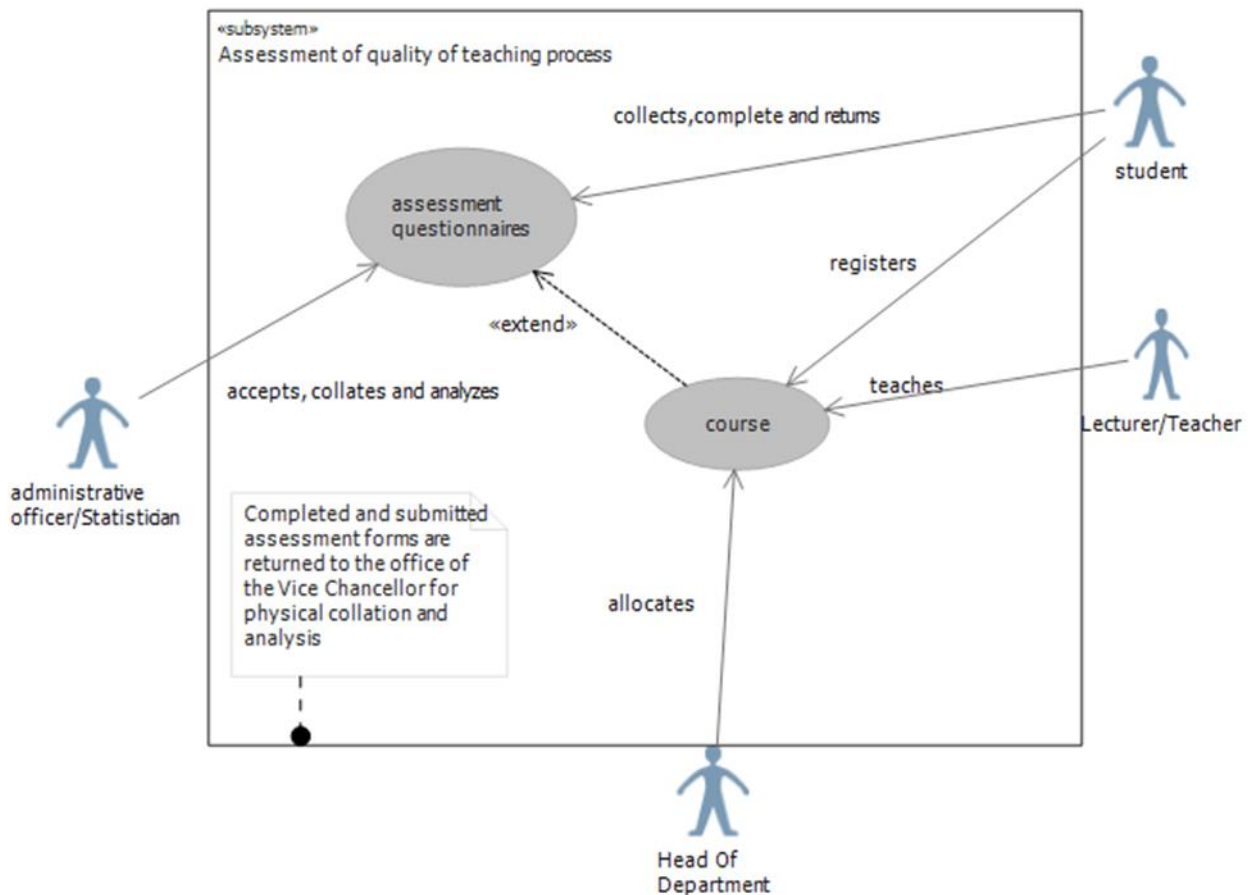 «subsystem»
Assessment of quality of teaching process
collects,complete and returns
student
assessment
questionnaires
registers
«extend»
teaches
accepts, collates and analyzes
course
Lecturer/Teacher
administrative
officer/Statistician
Completed and submitted
assessment forms are
returned to the office of
the Vice Chancellor for
physical collation and
analysis
allocates
Head Of
Department